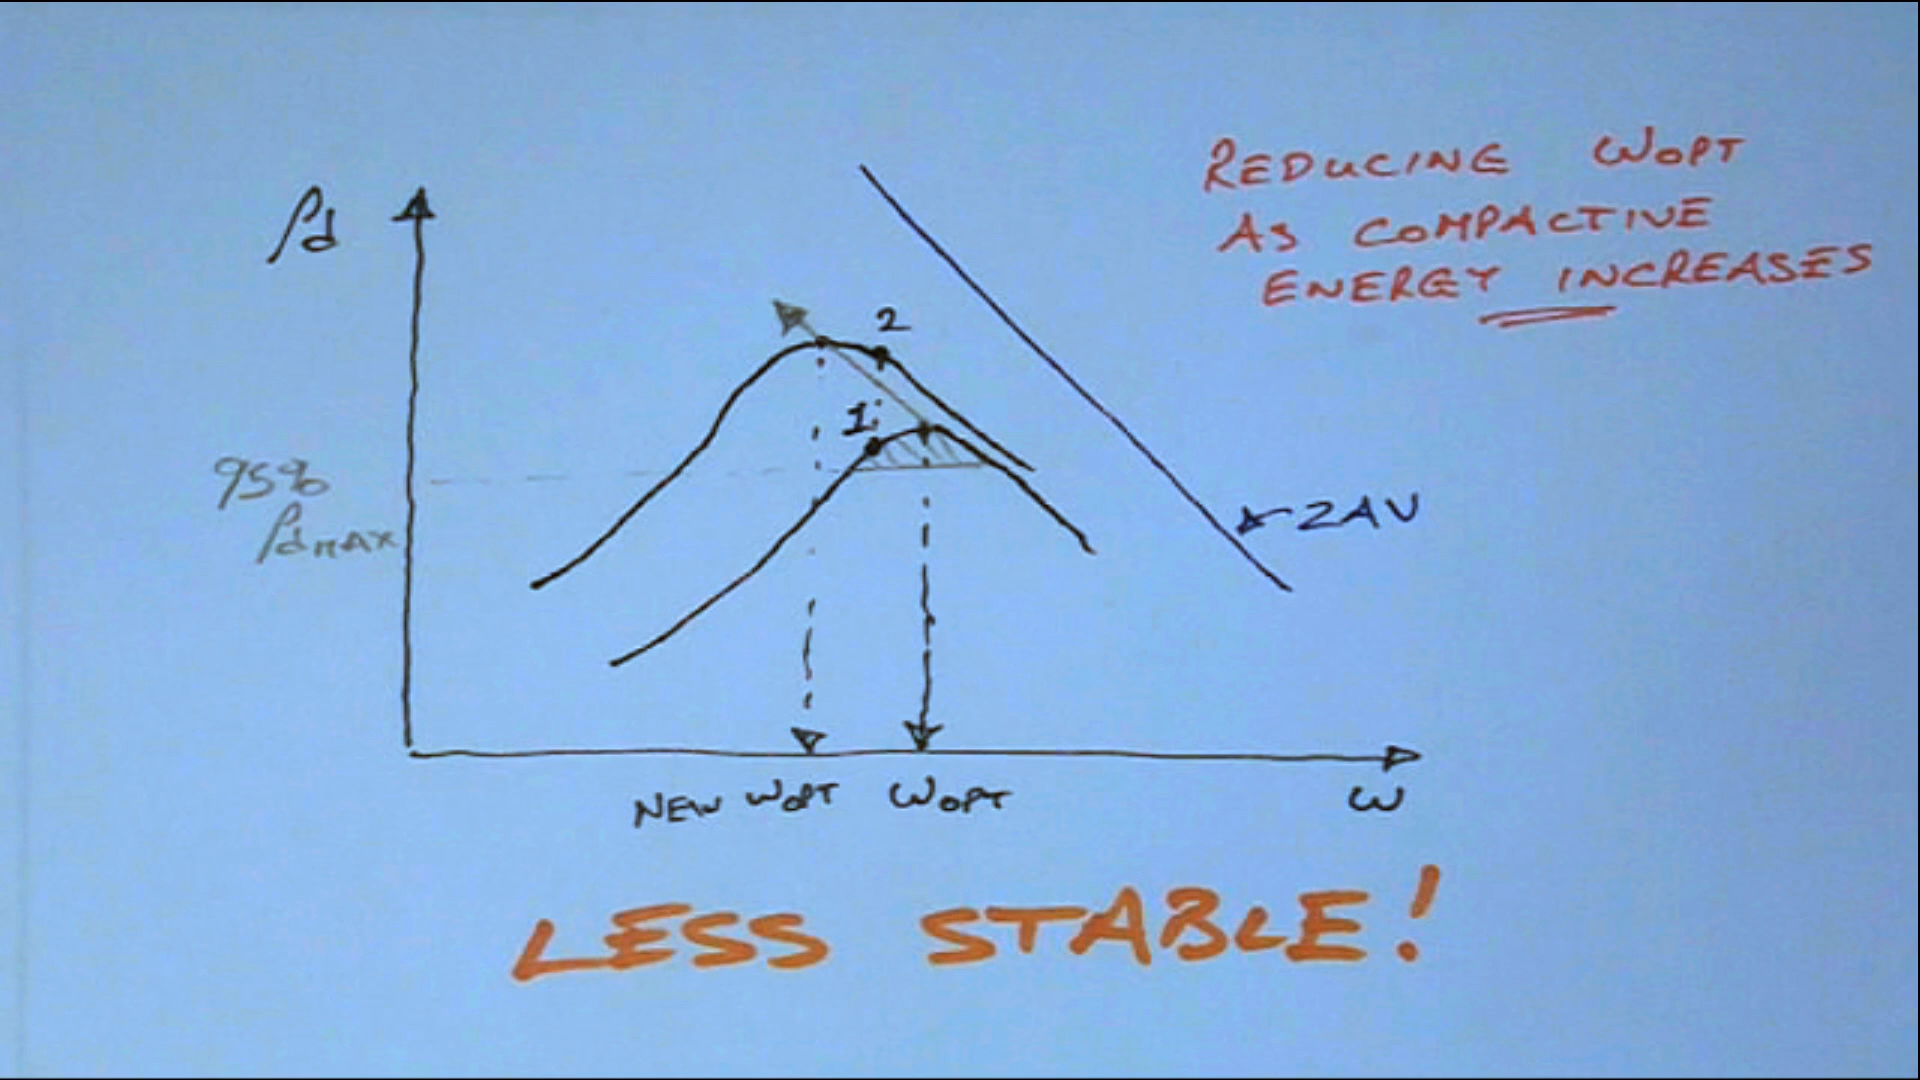 REDUCING WOPT
AS COMPACTIVE
ENERGY INCREASES
ρd
2
1
95%
ρdMAX
ZAV
NEW WOPT
WOPT
ω
LESS STABLE!